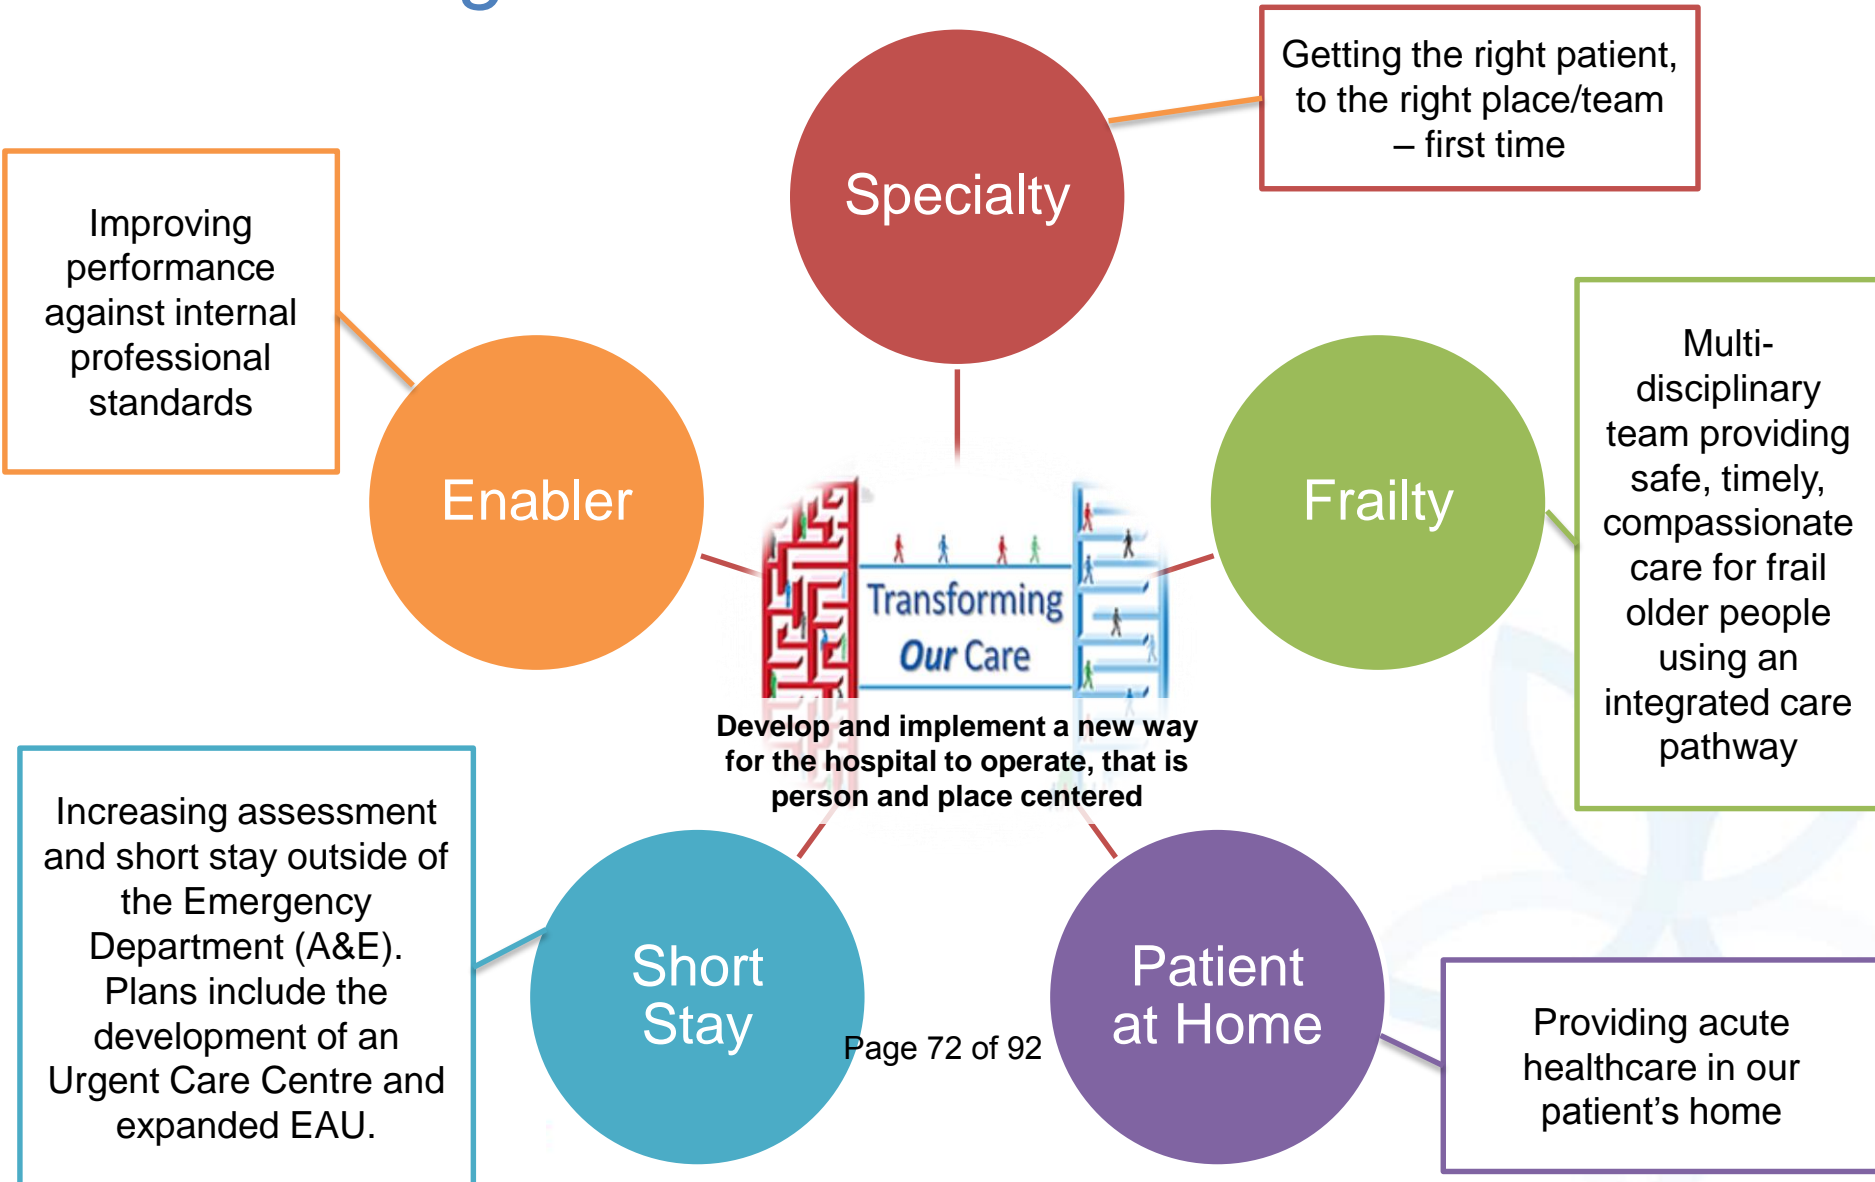 Specialty
Getting the right patient,
to the right place/team
– first time
Improving
performance
against internal
professional
standards
Enabler
Frailty
Multi-
disciplinary
team providing
safe, timely,
compassionate
care for frail
older people
using an
integrated care
pathway
Transforming
Our Care
Develop and implement a new way
for the hospital to operate, that is
person and place centered
Increasing assessment
and short stay outside of
the Emergency
Department (A&E).
Plans include the
development of an
Urgent Care Centre and
expanded EAU.
Short
Stay
Patient
at Home
Providing acute
healthcare in our
patient’s home
Page 72 of 92